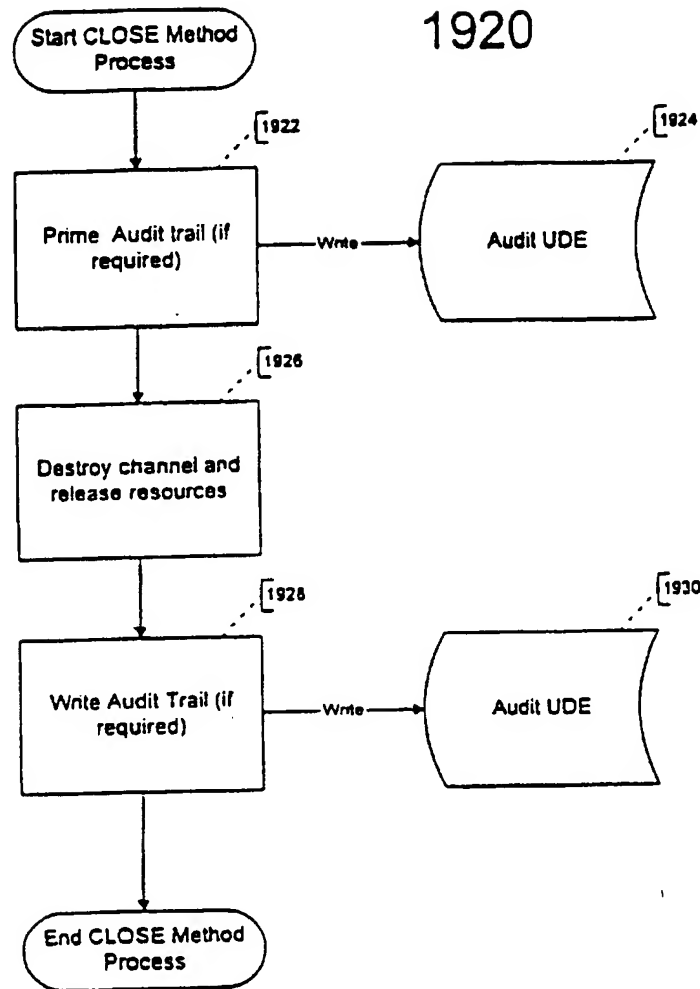 1920
Start CLOSE Method
Process
1922
1924
Prime Audit trail (if
required)
Write
Audit UDE
1926
Destroy channel and
release resources
1928
1930
Write Audit Trail (if
required)
Write
Audit UDE
End CLOSE Method
Process